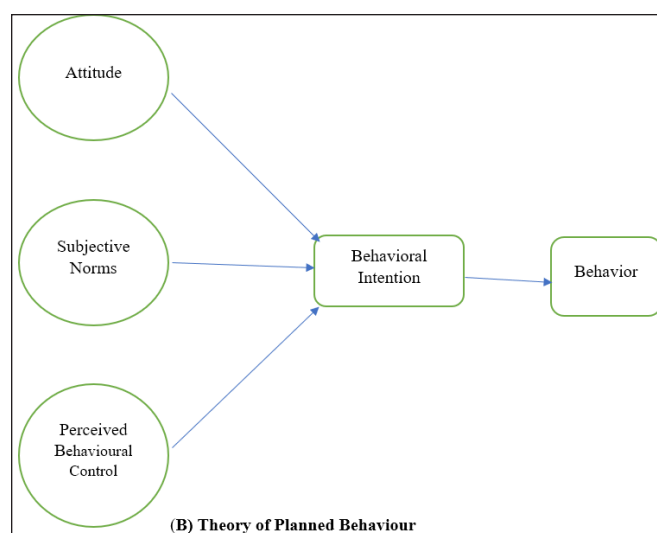 Attitude
Subjective
Norms
Behavioral
Intention
Behavior
Perceived
Behavioural
Control
(B) Theory of Planned Behaviour